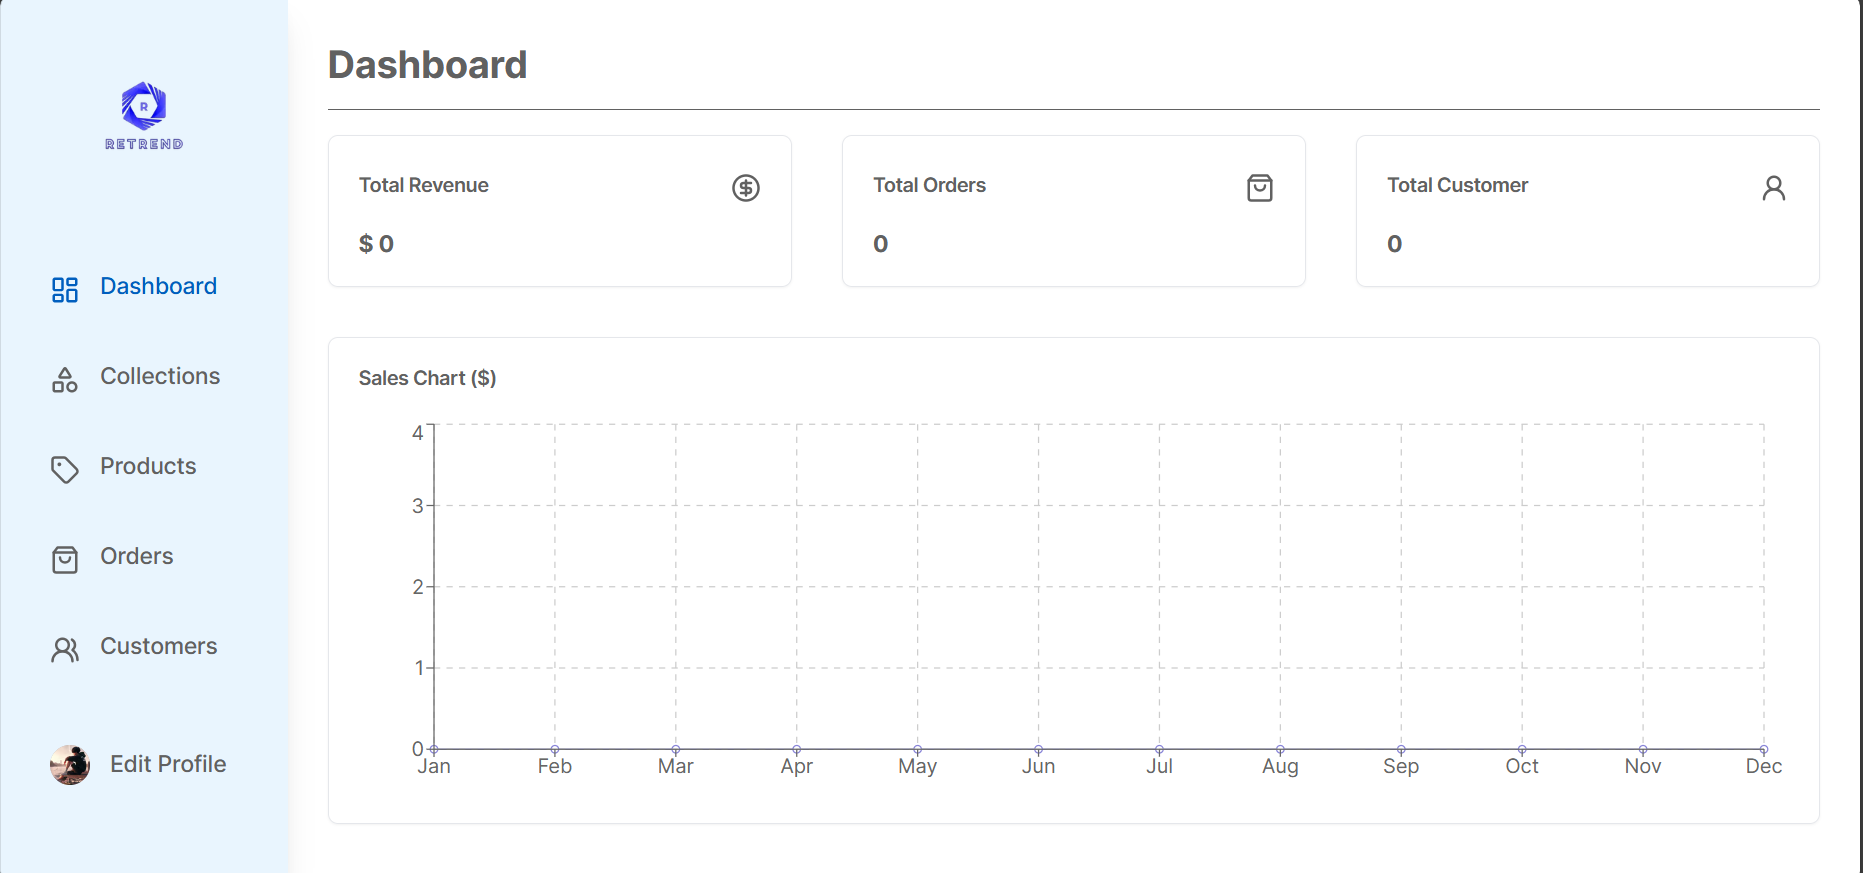 R
RETREND
Dashboard
Collections
Products
Orders
Customers
Edit Profile
Dashboard
Total Revenue
$ 0
Total Orders
0
Total Customer
0
Sales Chart ($)
4
3
2
1
0
Jan Feb Mar Apr May Jun Jul Aug Sep Oct Nov Dec